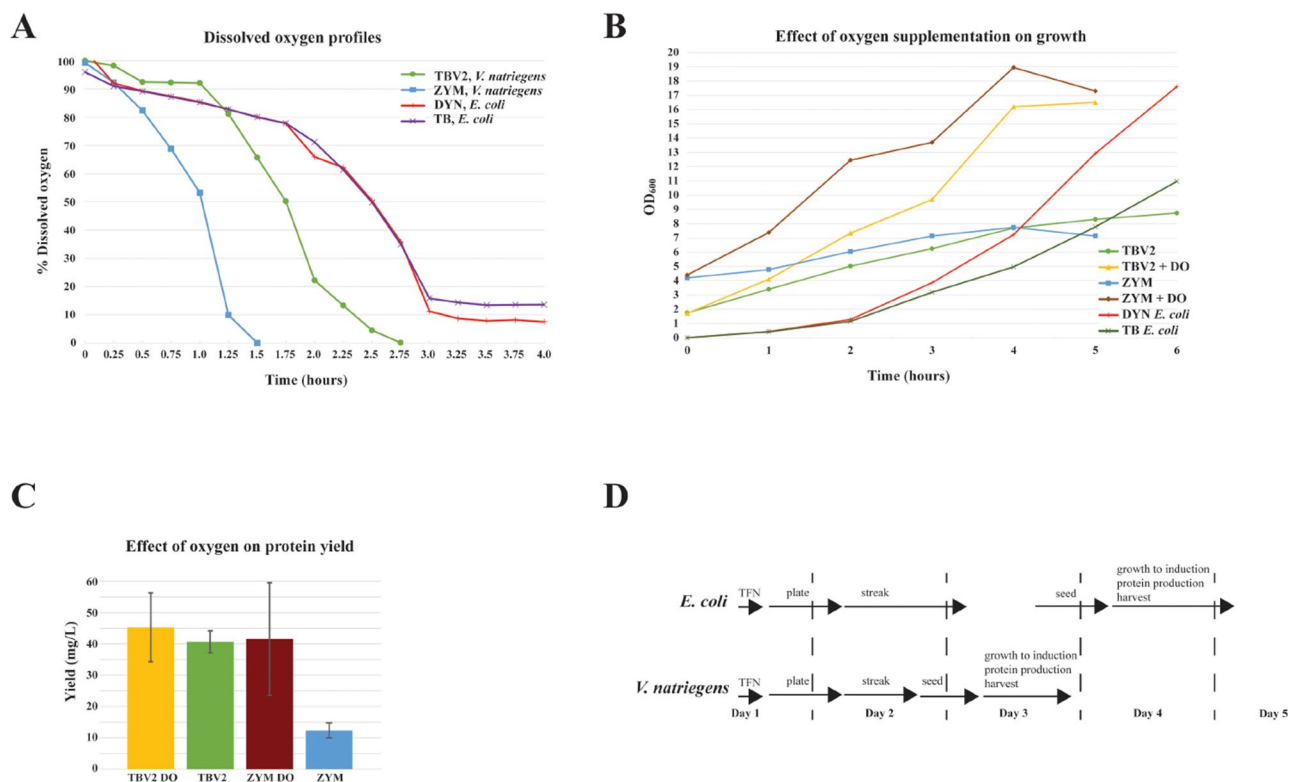 A
Dissolved oxygen profiles
100
90
80
70
60
50
40
30
20
10
0
% Dissolved oxygen
TBV2, V. natriegens
ZYM, V. natriegens
DYN, E. coli
TB, E. coli
0 0.25 0.5 0.75 1.0 1.25 1.5 1.75 2.0 2.25 2.5 2.75 3.0 3.25 3.5 3.75 4.0
Time (hours)
B
Effect of oxygen supplementation on growth
20
19
18
17
16
15
14
13
12
11
10
9
8
7
6
5
4
3
2
1
0
OD600
TBV2
TBV2 + DO
ZYM
ZYM + DO
DYN E. coli
TB E. coli
0 1 2 3 4 5 6
Time (hours)
C
Effect of oxygen on protein yield
60
50
40
30
20
10
0
Yield (mg/L)
TBV2 DO TBV2 ZYM DO ZYM
D
E. coli
TFN plate streak seed
growth to induction
protein production
harvest
V. natriegens
TFN plate streak seed
growth to induction
protein production
harvest
Day 1 Day 2 Day 3 Day 4 Day 5